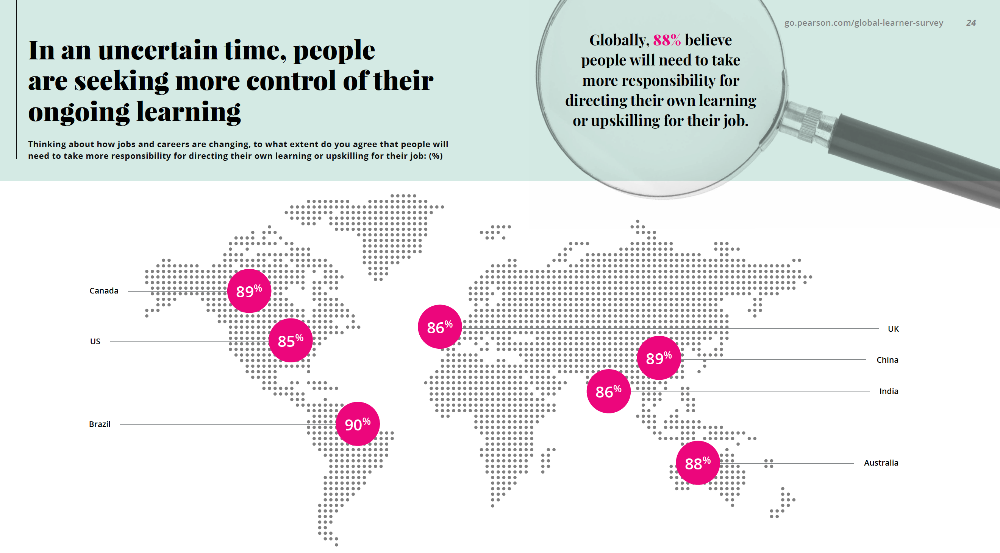 go.pearson.com/global-learner-survey 24
In an uncertain time, people
are seeking more control of their
ongoing learning
Thinking about how jobs and careers are changing, to what extent do you agree that people will
need to take more responsibility for directing their own learning or upskilling for their job: (%)
Globally, 88% believe
people will need to take
more responsibility for
directing their own learning
or upskilling for their job.
Canada 89%
US 85%
Brazil 90%
86% UK
89% China
86% India
88% Australia